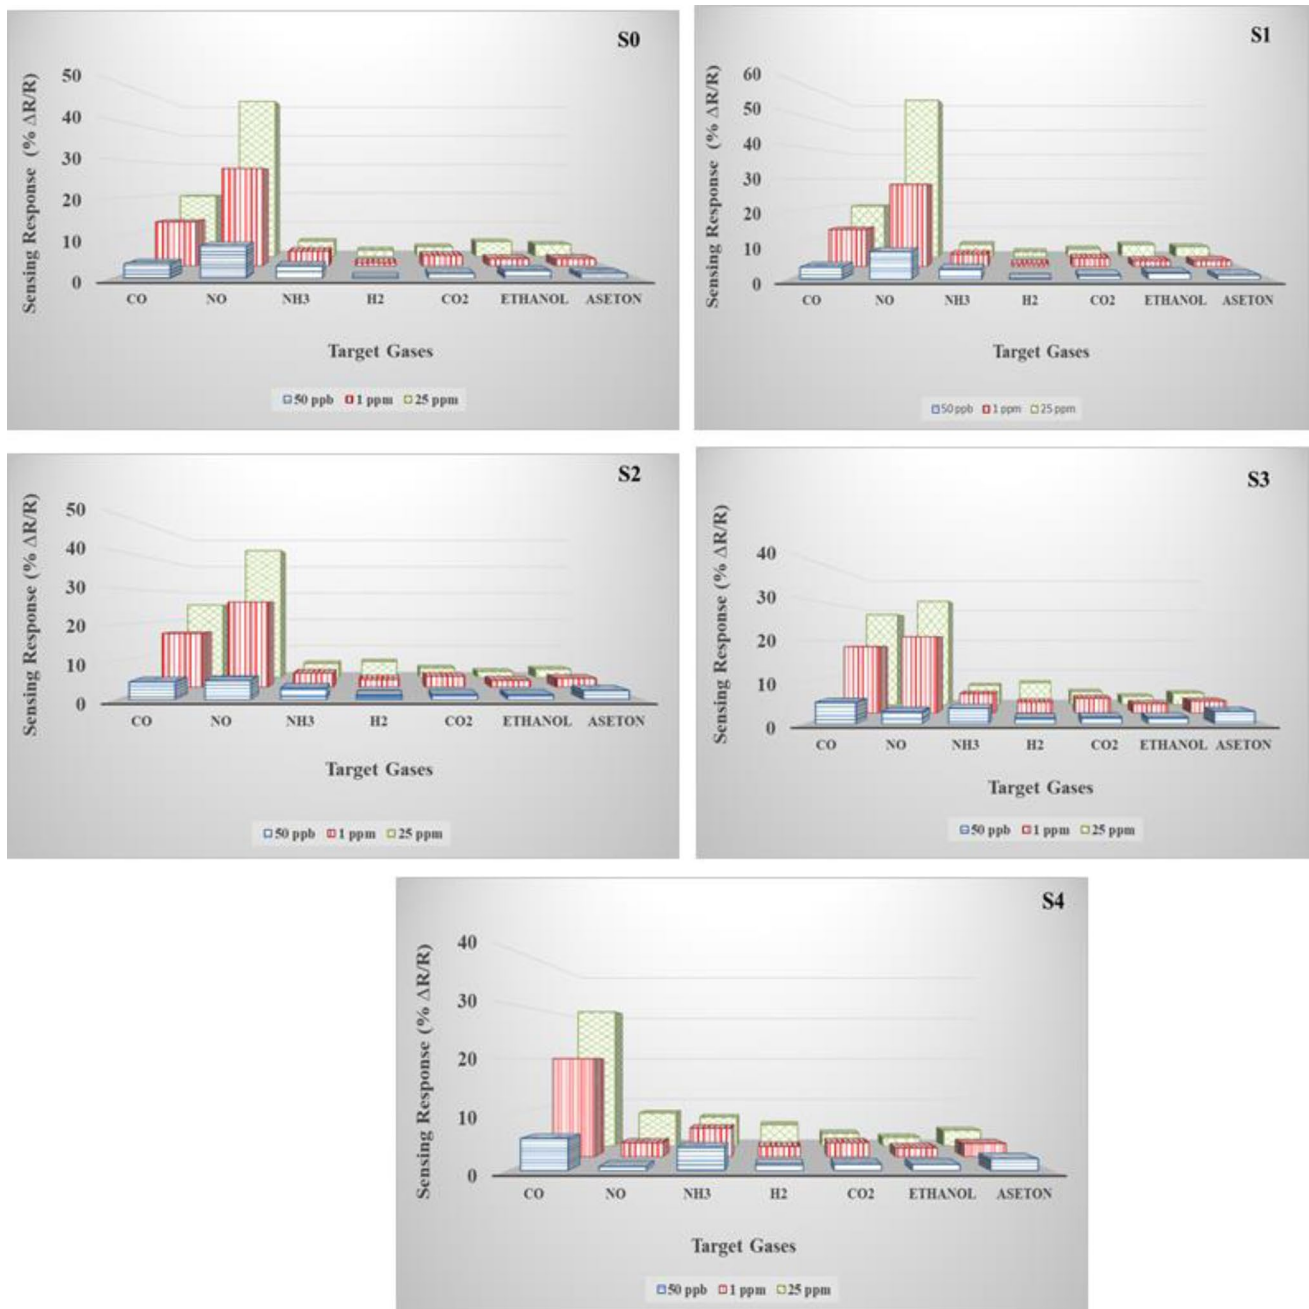 S0
Sensing Response (% ΔR/R)
50
40
30
20
10
0
CO NO NH3 H2 CO2 ETHANOL ASETON
Target Gases
50 ppb 1 ppm 25 ppm
S1
Sensing Response (% ΔR/R)
60
50
40
30
20
10
0
CO NO NH3 H2 CO2 ETHANOL ASETON
Target Gases
50 ppb 1 ppm 25 ppm
S2
Sensing Response (% ΔR/R)
50
40
30
20
10
0
CO NO NH3 H2 CO2 ETHANOL ASETON
Target Gases
50 ppb 1 ppm 25 ppm
S3
Sensing Response (% ΔR/R)
40
30
20
10
0
CO NO NH3 H2 CO2 ETHANOL ASETON
Target Gases
50 ppb 1 ppm 25 ppm
S4
Sensing Response (% ΔR/R)
40
30
20
10
0
CO NO NH3 H2 CO2 ETHANOL ASETON
Target Gases
50 ppb 1 ppm 25 ppm